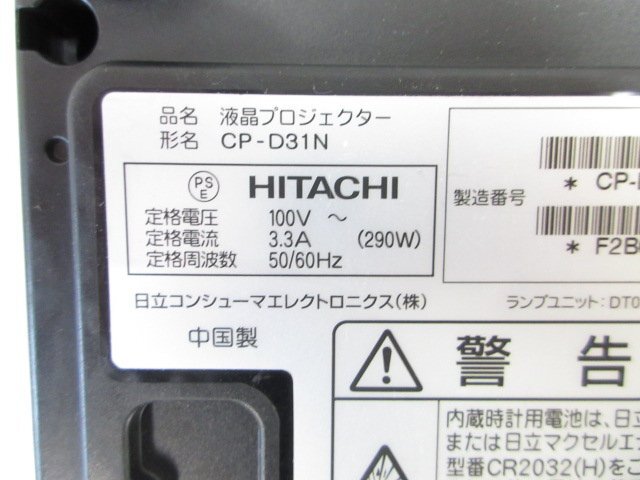 品名 液晶プロジェクター
形名 CP-D31N
PS
E
HITACHI
定格電圧 100V ～
定格電流 3.3A (290W)
定格周波数 50/60Hz
製造番号
* CP-
* F2B
日立コンシューマエレクトロニクス(株)
ランプユニット: DT0
中国製
警告
内蔵時計用電池は、日立
または日立マクセルエナ
型番CR2032(H)をご